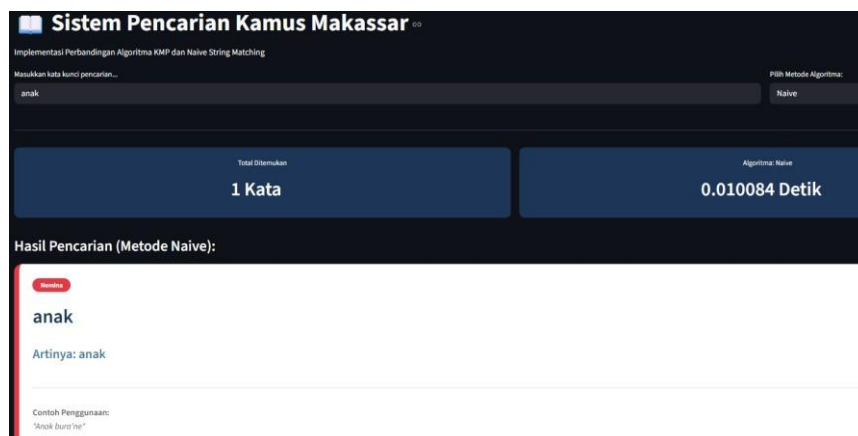 Sistem Pencarian Kamus Makassar
Implementasi Perbandingan Algoritma KMP dan Naive String Matching
Masukkan kata kunci pencarian...
Pilih Metode Algoritma:
anak
Naive
Total Ditemukan
Algoritma: Naive
1 Kata
0.010084 Detik
Hasil Pencarian (Metode Naive):
Nomina
anak
Artinya: anak
Contoh Penggunaan:
"Anak bura'ne"